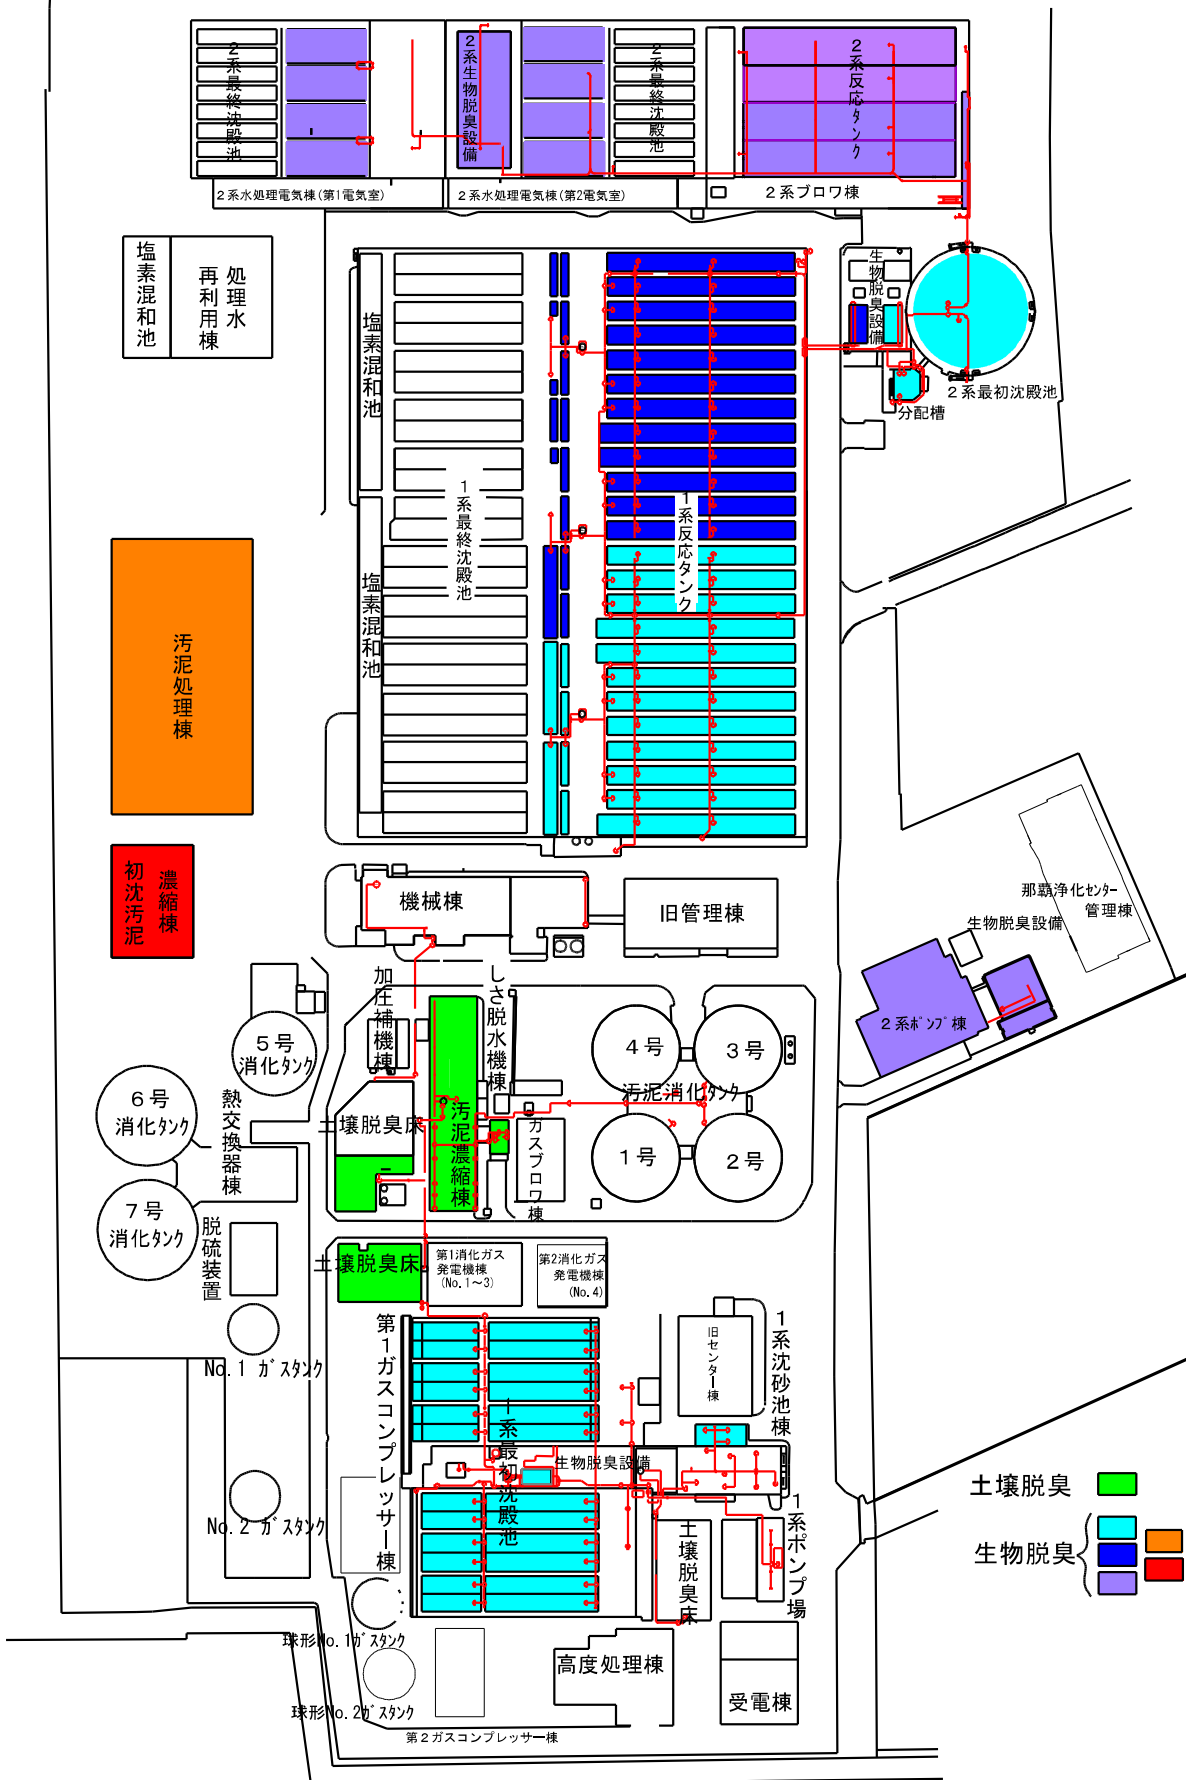 2系最終沈殿池
2系生物脱臭設備
2系最終沈殿池
2系反応タンク
2系水処理電気棟(第1電気室)
2系水処理電気棟(第2電気室)
2系ブロワ棟
塩素混和池
処理水
再利用棟
塩素混和池
生物脱臭設備
2系最初沈殿池
分配槽
1系最終沈殿池
1系反応タンク
塩素混和池
汚泥処理棟
初沈汚泥
濃縮棟
機械棟
旧管理棟
那覇浄化センター
管理棟
生物脱臭設備
2系ポンプ棟
加圧補機棟
しさ脱水機棟
5号
消化タンク
4号
3号
汚泥消化タンク
6号
消化タンク
熱交換器棟
土壌脱臭床
汚泥濃縮棟
ガスブロワ棟
1号
2号
7号
消化タンク
脱硫装置
土壌脱臭床
第1消化ガス
発電機棟
(No.1～3)
第2消化ガス
発電機棟
(No.4)
No.1 ガスタンク
第1ガスコンプレッサー棟
旧センター棟
1系沈砂池棟
1系最初沈殿池
生物脱臭設備
No.2 ガスタンク
土壌脱臭床
1系ポンプ場
土壌脱臭
生物脱臭
球形No.1ガスタンク
高度処理棟
球形No.2ガスタンク
受電棟
第2ガスコンプレッサー棟